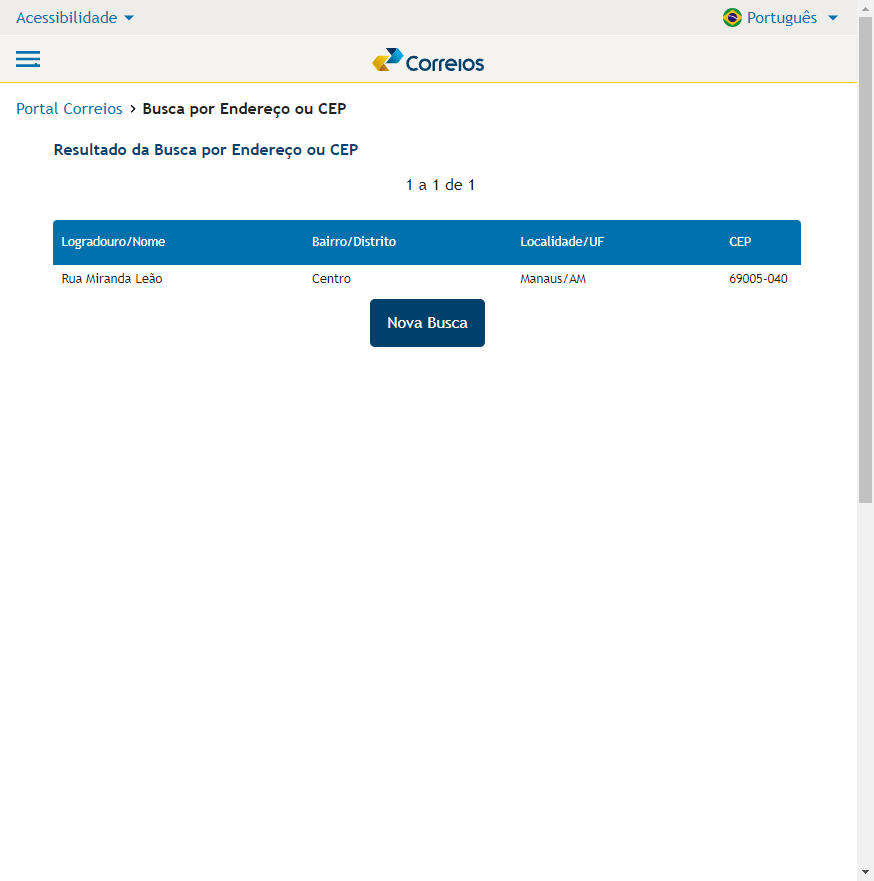 Acessibilidade Português
Correios
Portal Correios > Busca por Endereço ou CEP
Resultado da Busca por Endereço ou CEP
1 a 1 de 1
Logradouro/Nome Bairro/Distrito Localidade/UF CEP
Rua Miranda Leão Centro Manaus/AM 69005-040
Nova Busca